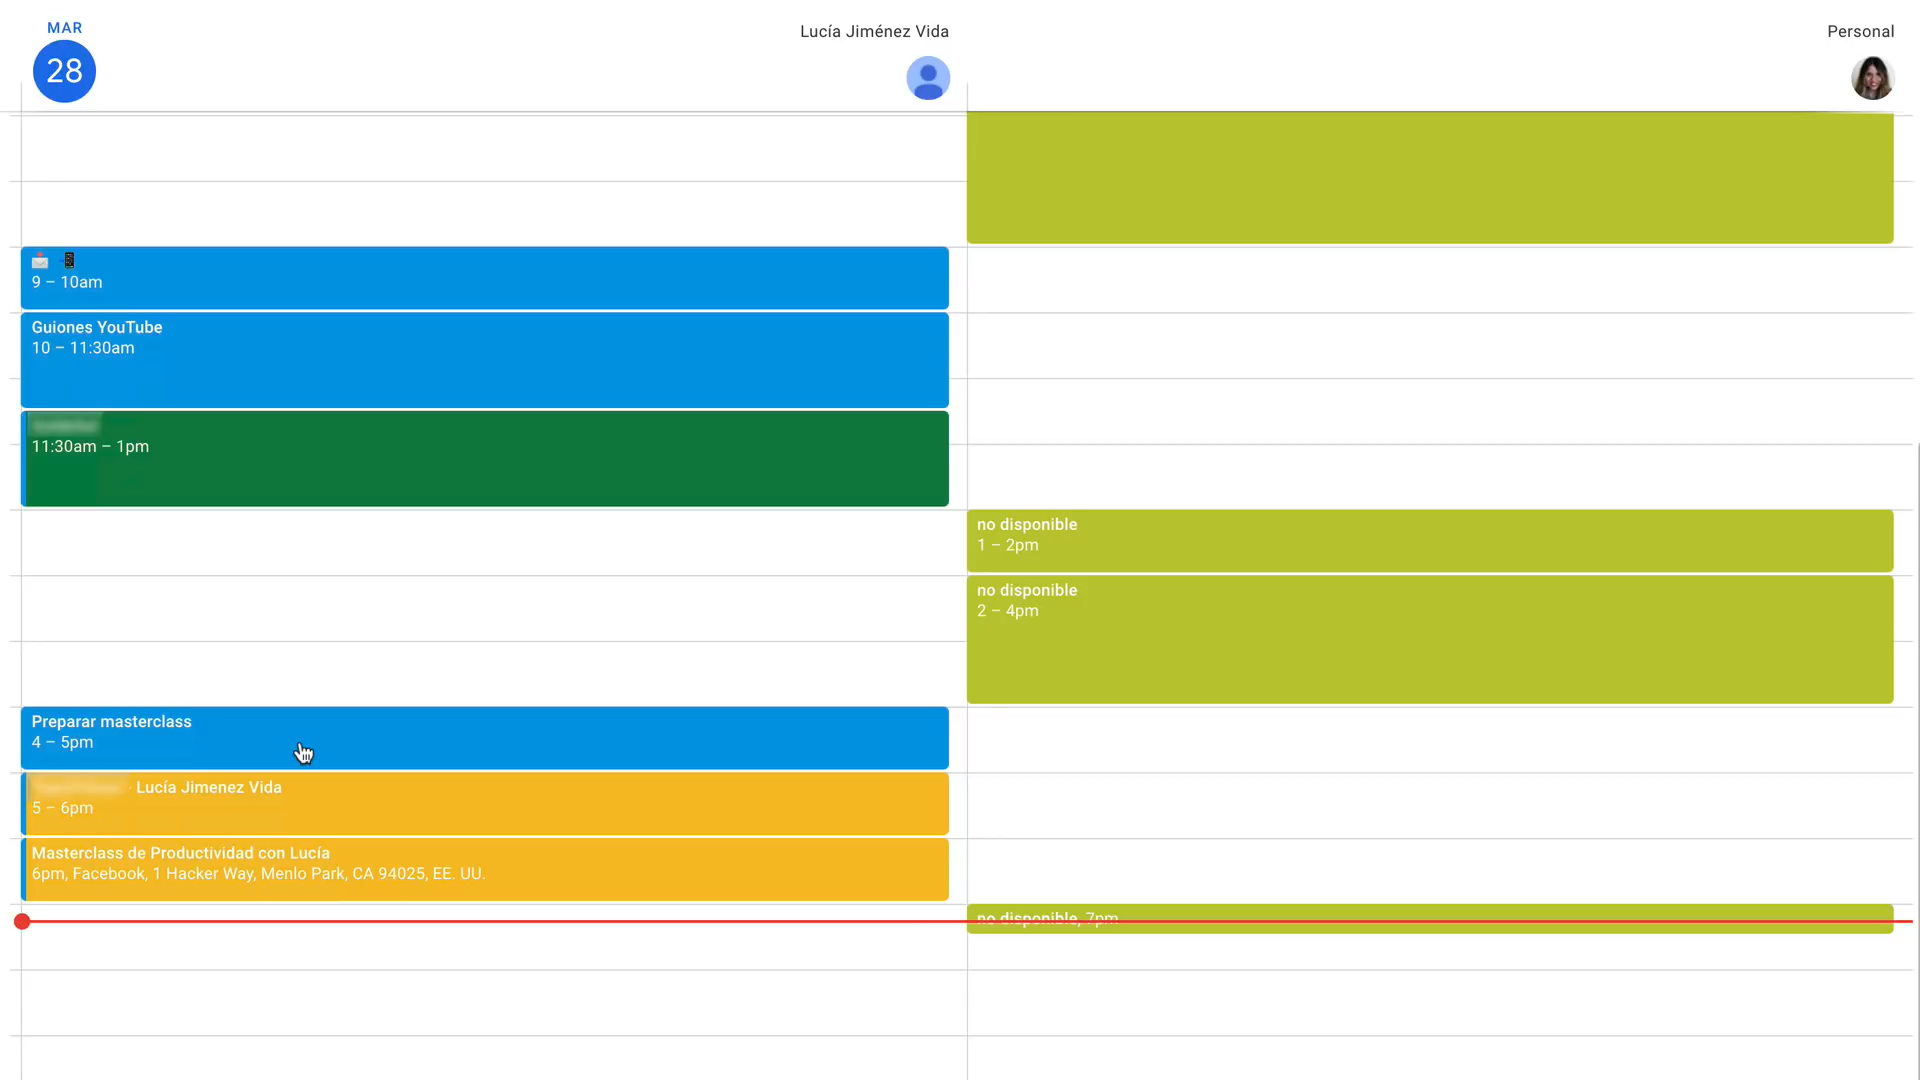 MAR
28
Lucía Jiménez Vida
Personal
9 – 10am
Guiones YouTube
10 – 11:30am
11:30am – 1pm
no disponible
1 – 2pm
no disponible
2 – 4pm
Preparar masterclass
4 – 5pm
- Lucía Jimenez Vida
5 – 6pm
Masterclass de Productividad con Lucía
6pm, Facebook, 1 Hacker Way, Menlo Park, CA 94025, EE. UU.
no disponible, 7pm